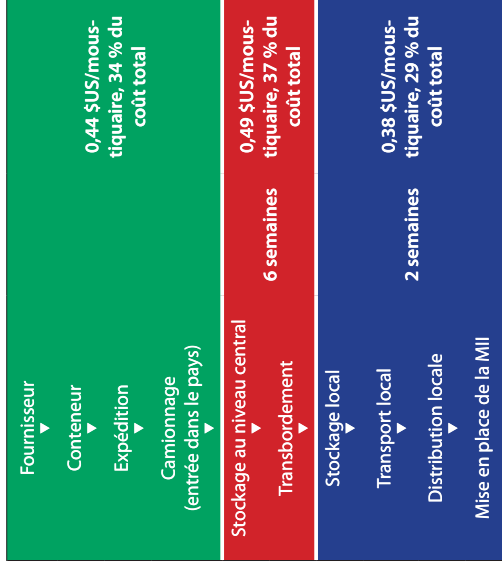 Fournisseur
Conteneur
Expédition
Camionnage
(entrée dans le pays)
0,44 $US/mous-
tiquaire, 34 % du
coût total
Stockage au niveau central
Transbordement
6 semaines
0,49 $US/mous-
tiquaire, 37 % du
coût total
Stockage local
Transport local
Distribution locale
Mise en place de la MII
2 semaines
0,38 $US/mous-
tiquaire, 29 % du
coût total